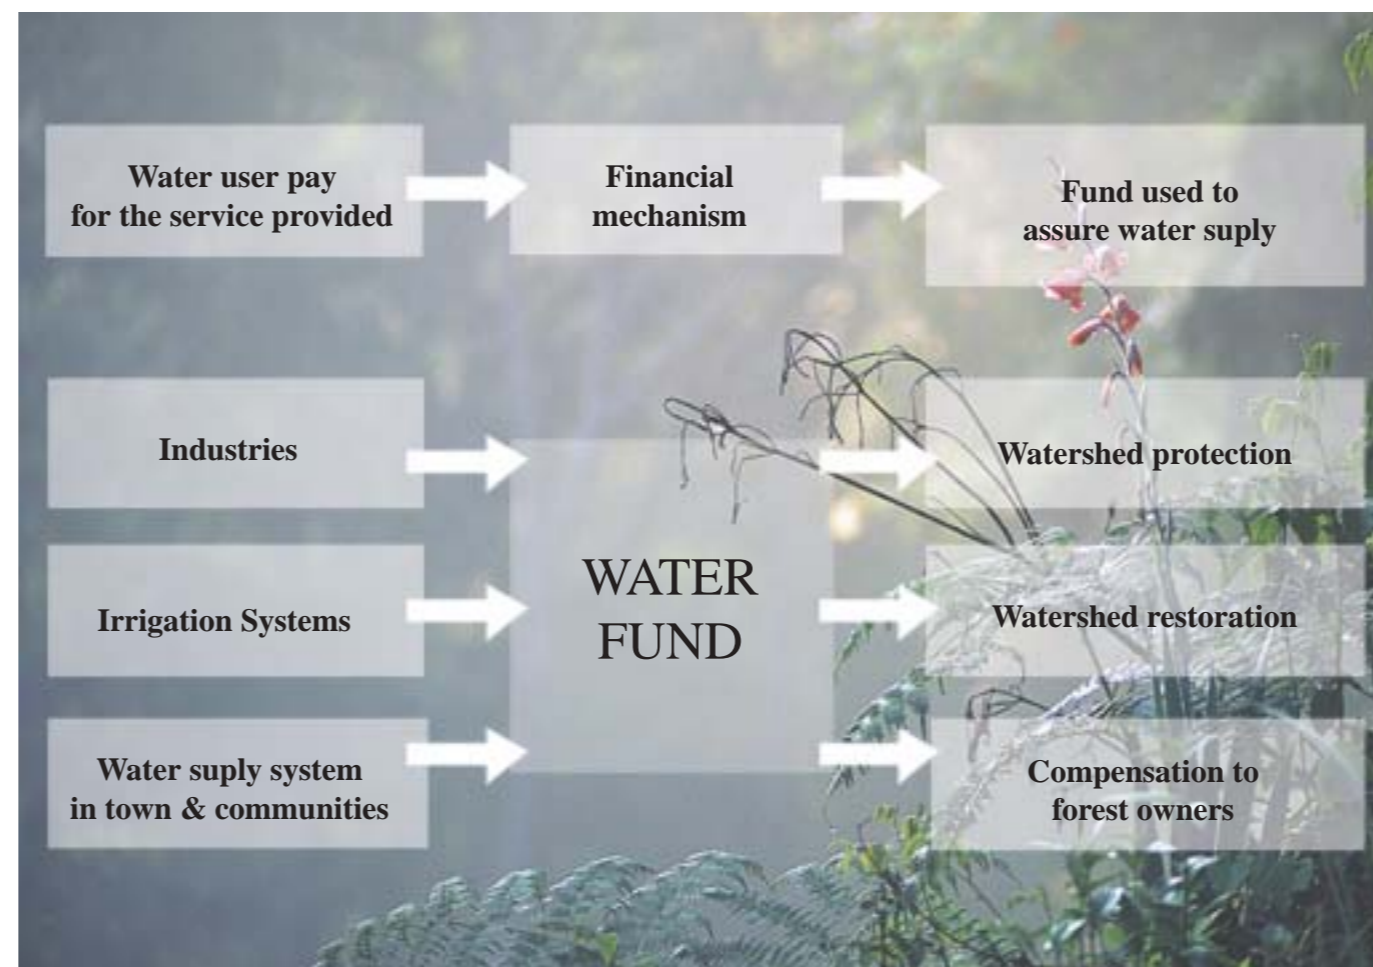 Water user pay
for the service provided
Financial
mechanism
Fund used to
assure water suply
Industries
Irrigation Systems
Water suply system
in town & communities
WATER
FUND
Watershed protection
Watershed restoration
Compensation to
forest owners